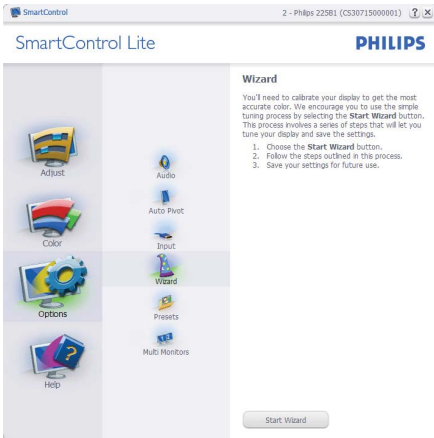 SmartControl
2 - Philips 225B1 (CS30715000001)
? X
SmartControl Lite
PHILIPS
Adjust
Color
Options
Help
Audio
Auto Pivot
Input
Wizard
Presets
Multi Monitors
Wizard
You'll need to calibrate your display to get the most
accurate color. We encourage you to use the simple
tuning process by selecting the Start Wizard button.
This process involves a series of steps that will let you
tune your display and save the settings.
1. Choose the Start Wizard button.
2. Follow the steps outlined in this process.
3. Save your settings for future use.
Start Wizard